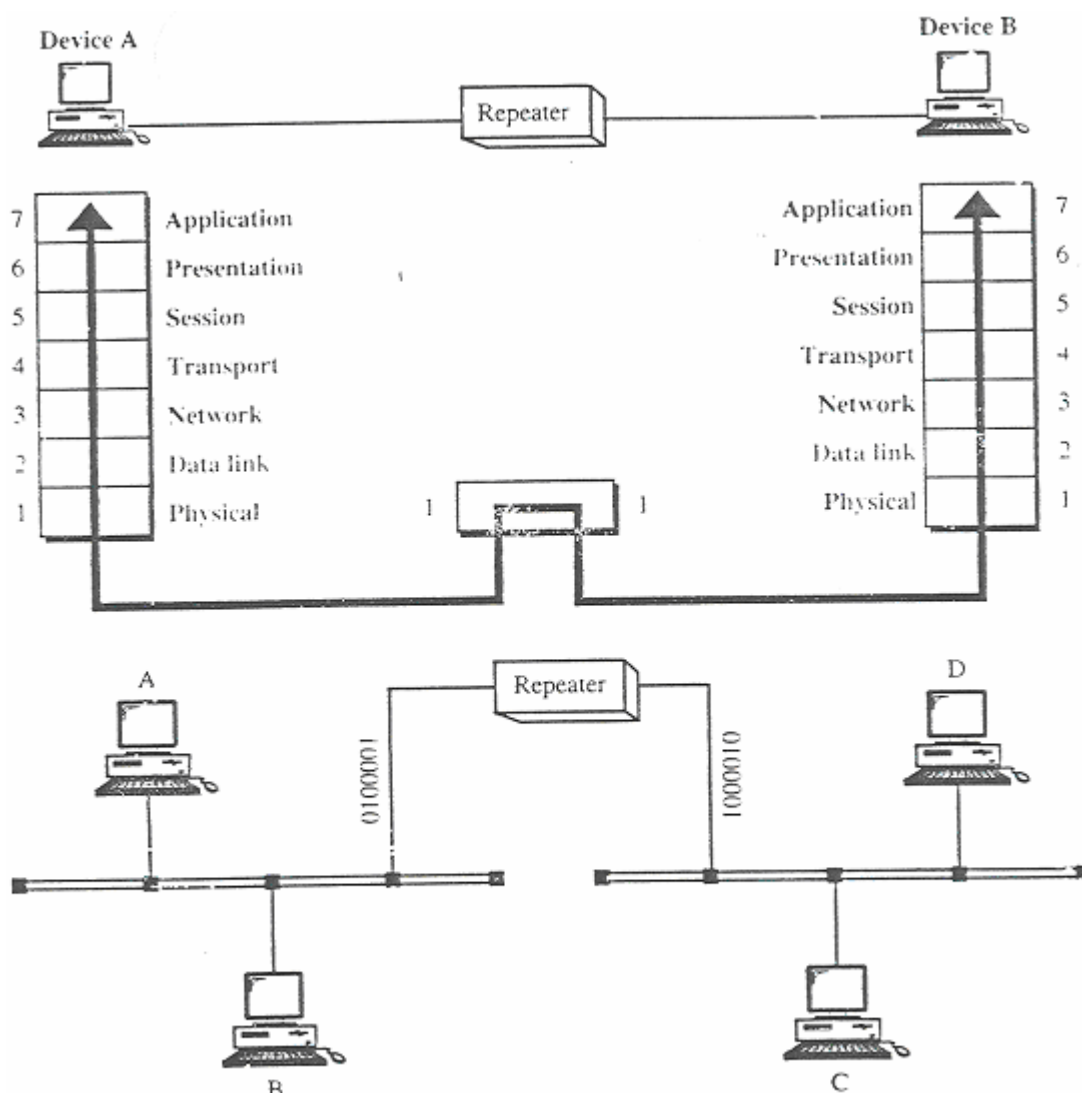 Device A
Device B
Repeater
7 Application
6 Presentation
5 Session
4 Transport
3 Network
2 Data link
1 Physical
1 1
Application 7
Presentation 6
Session 5
Transport 4
Network 3
Data link 2
Physical 1
A
Repeater
D
0100001
1000010
B
C